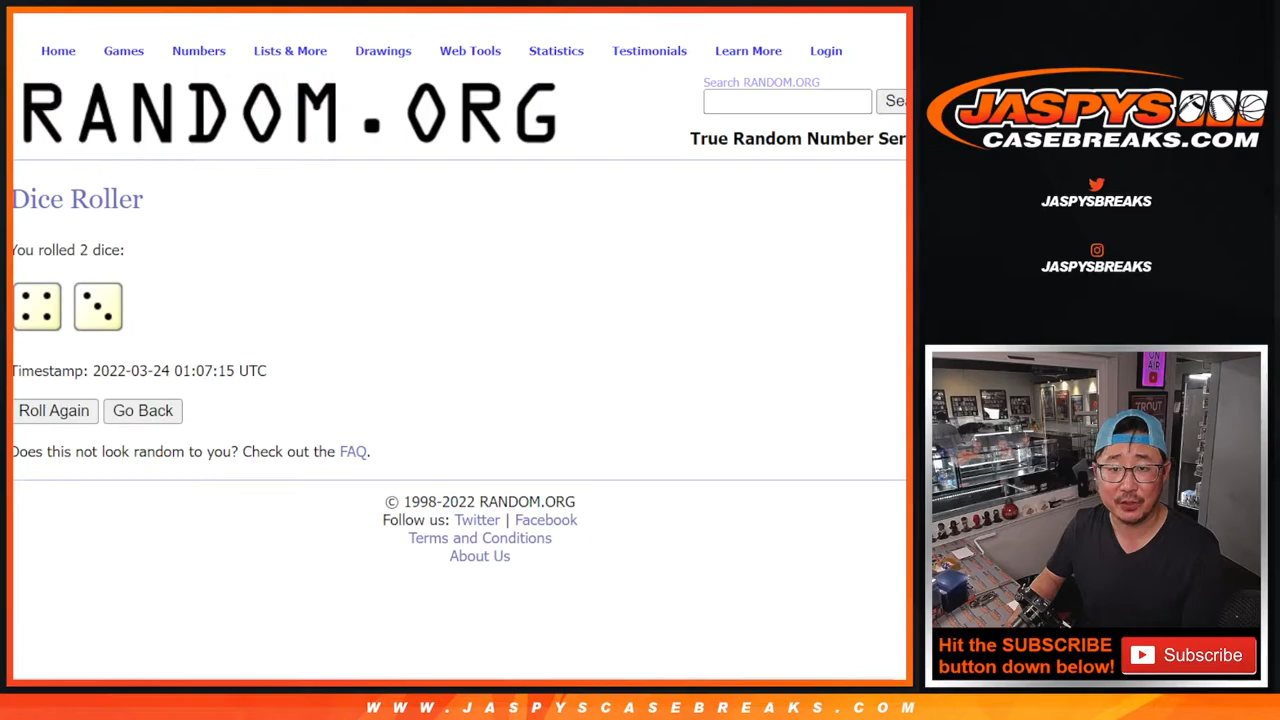 Home Games Numbers Lists & More Drawings Web Tools Statistics Testimonials Learn More Login
Search RANDOM.ORG
RANDOM.ORG
Sea
True Random Number Ser
Dice Roller
You rolled 2 dice:
Timestamp: 2022-03-24 01:07:15 UTC
Roll Again Go Back
Does this not look random to you? Check out the FAQ.
© 1998-2022 RANDOM.ORG
Follow us: Twitter | Facebook
Terms and Conditions
About Us
JASPYS
CASEBREAKS.COM
JASPYSBREAKS
JASPYSBREAKS
ON
AIR
TROUT
Hit the SUBSCRIBE
button down below!
Subscribe
WWW.JASPYSCASEBREAKS.COM